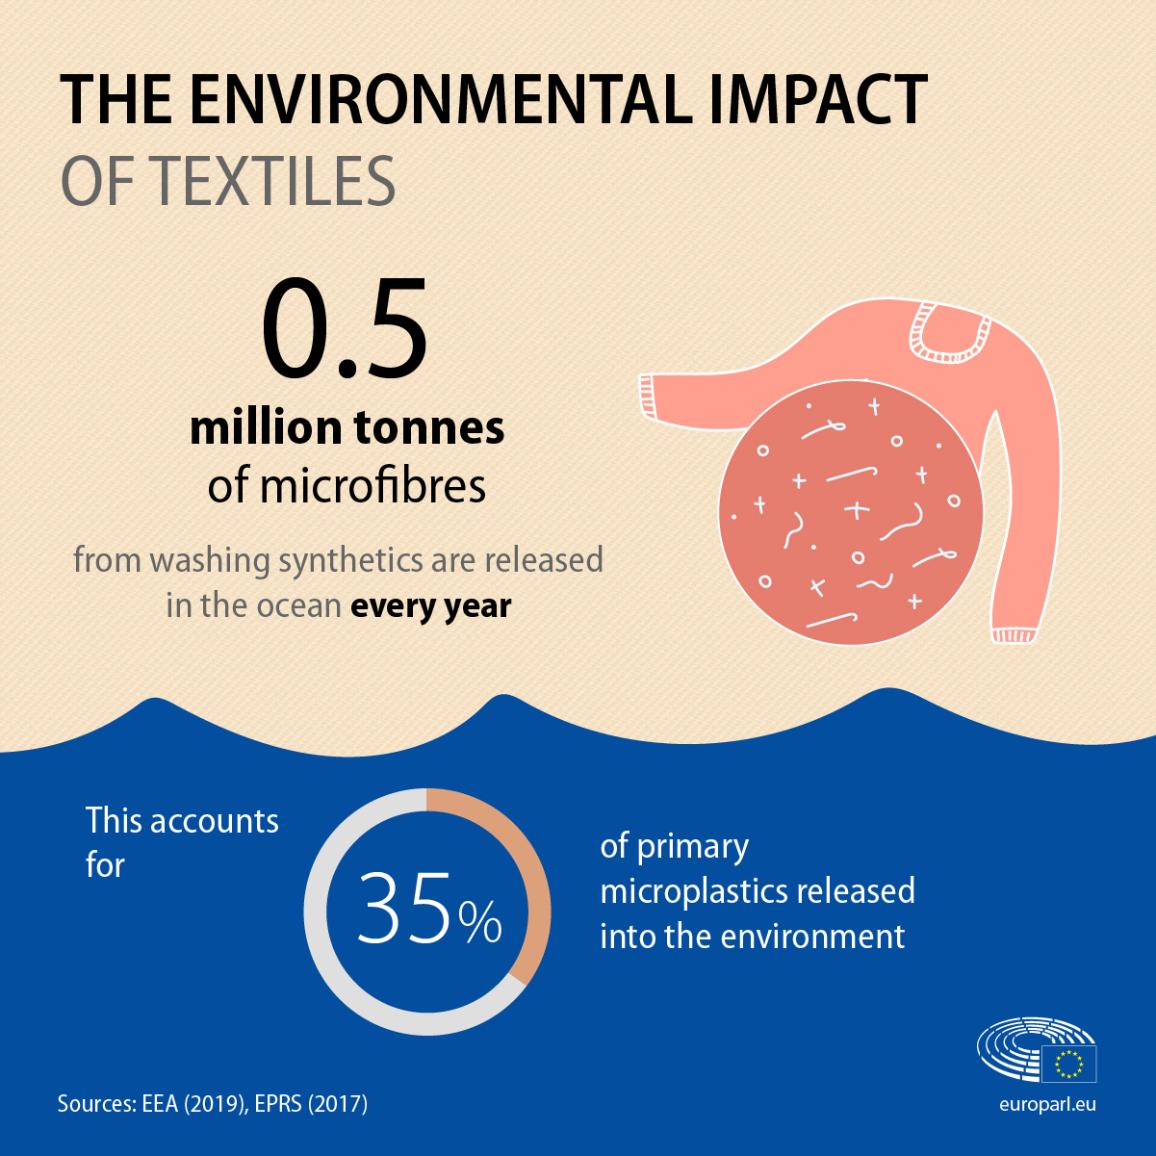 THE ENVIRONMENTAL IMPACT
OF TEXTILES
0.5
million tonnes
of microfibres
from washing synthetics are released
in the ocean every year
This accounts
for
35%
of primary
microplastics released
into the environment
Sources: EEA (2019), EPRS (2017)
europarl.eu